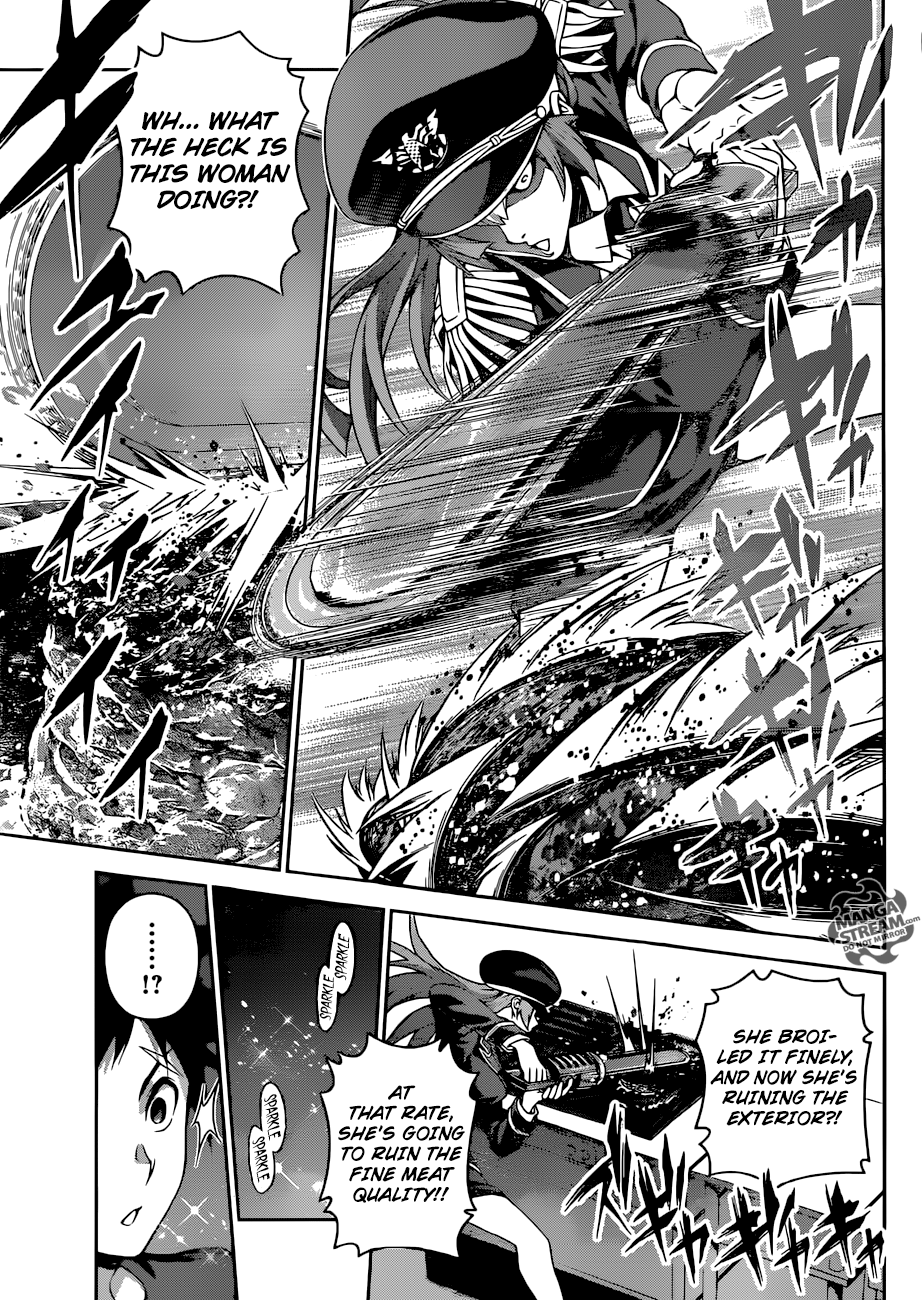 WH... WHAT
THE HECK IS
THIS WOMAN
DOING?!
SHE BROI-
LED IT FINELY,
AND NOW SHE'S
RUINING THE
EXTERIOR?!
AT
THAT RATE,
SHE'S GOING
TO RUIN THE
FINE MEAT
QUALITY!!
SPARKLE
SPARKLE
SPARKLE
SPARKLE
......
!?
MANGA
STREAM.com
DO NOT MIRROR